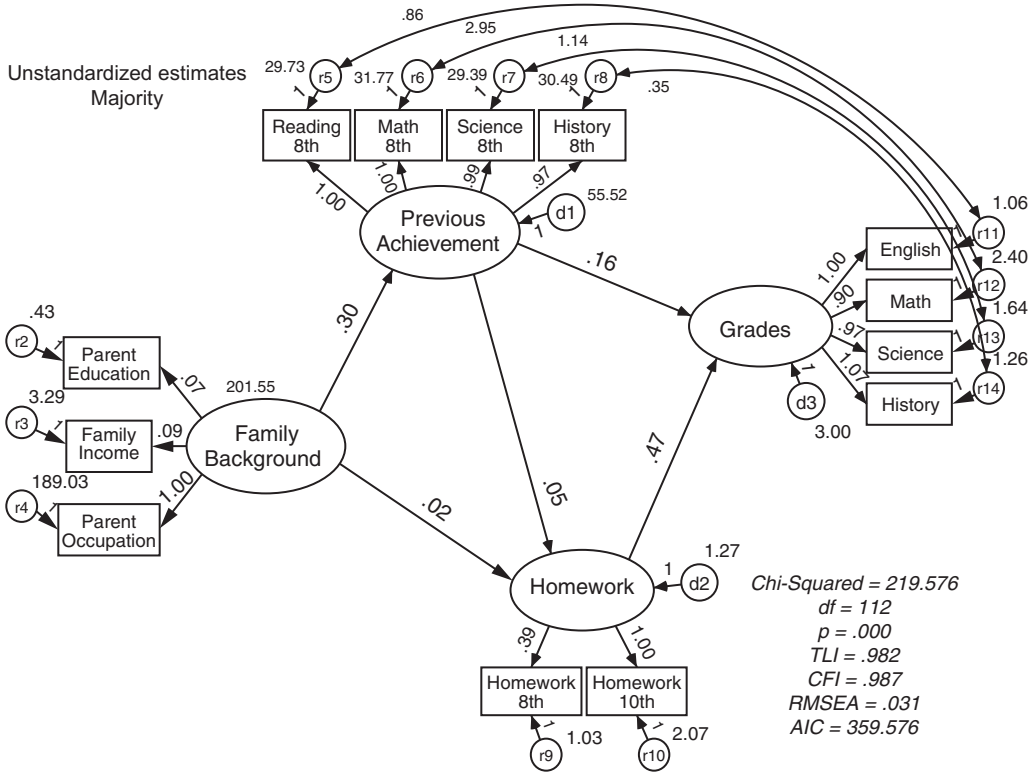 .86
2.95
1.14
.35
Unstandardized estimates
Majority
29.73
r5
1
31.77
r6
1
29.39
r7
1
30.49
r8
1
Reading
8th
Math
8th
Science
8th
History
8th
1.00
1.00
.99
.97
Previous
Achievement
d1
55.52
1
.16
.30
.05
1.06
r11
1
English
1.00
2.40
r12
1
Math
.90
1.64
r13
1
Science
.97
1.26
r14
1
History
1.07
Grades
1
d3
3.00
.43
r2
1
Parent
Education
.07
3.29
r3
1
Family
Income
.09
189.03
r4
1
Parent
Occupation
1.00
201.55
Family
Background
.02
.47
Homework
1
d2
1.27
.39
1.00
Homework
8th
Homework
10th
1
r9
1.03
1
r10
2.07
Chi-Squared = 219.576
df = 112
p = .000
TLI = .982
CFI = .987
RMSEA = .031
AIC = 359.576